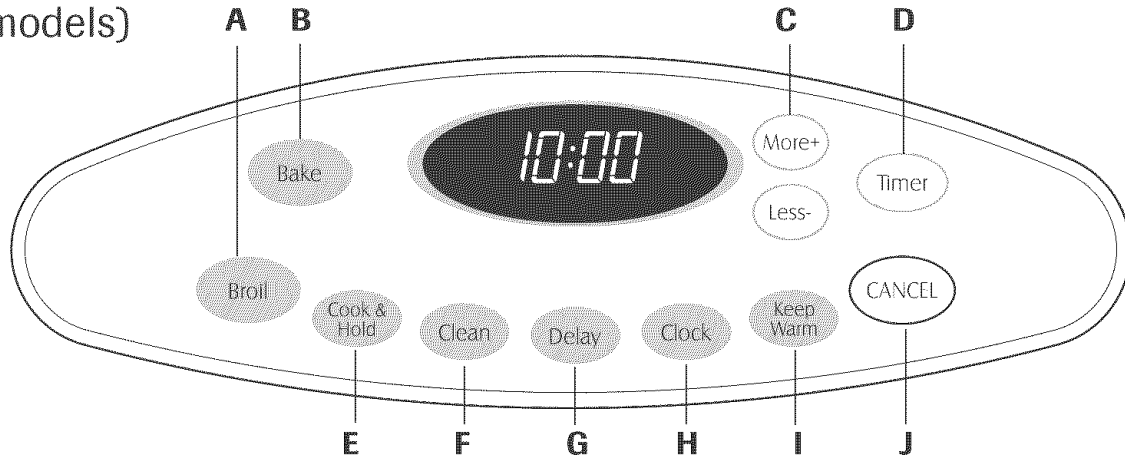 models)
A B C D
10:00
More+
Bake
Timer
Less-
Broil
CANCEL
Cook &
Hold
Clean
Delay
Clock
Keep
Warm
E F G H I J